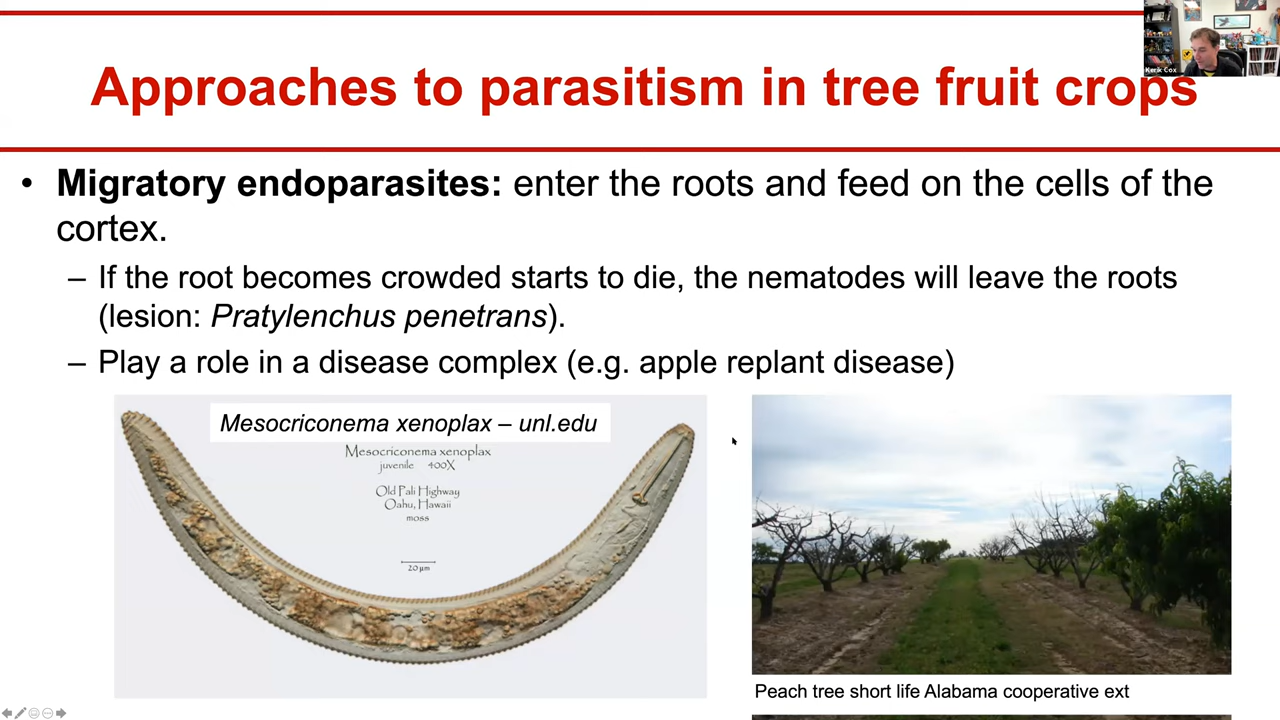 Kerik Cox
Approaches to parasitism in tree fruit crops
• Migratory endoparasites: enter the roots and feed on the cells of the
cortex.
– If the root becomes crowded starts to die, the nematodes will leave the roots
(lesion: Pratylenchus penetrans).
– Play a role in a disease complex (e.g. apple replant disease)
Mesocriconema xenoplax – unl.edu
Mesocriconema xenoplax
juvenile 400X
Old Pali Highway
Oahu, Hawaii
moss
20 µm
Peach tree short life Alabama cooperative ext